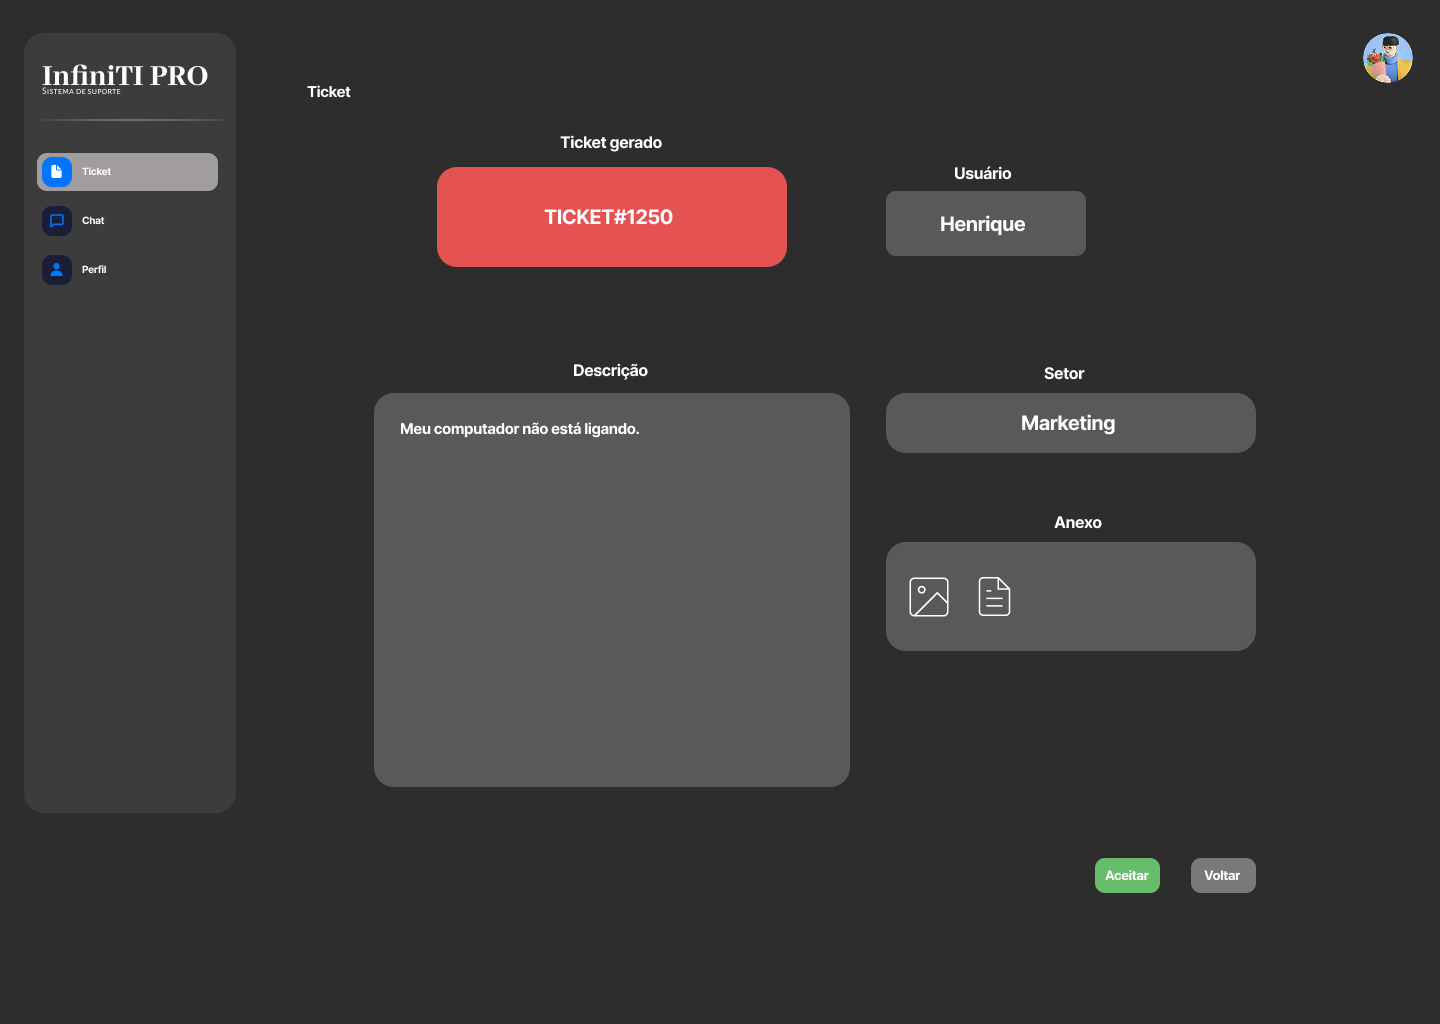 InfiniTI PRO
SISTEMA DE SUPORTE
Ticket
Chat
Perfil
Ticket
Ticket gerado
TICKET#1250
Usuário
Henrique
Descrição
Meu computador não está ligando.
Setor
Marketing
Anexo
Aceitar
Voltar